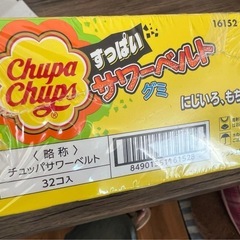 16152
Chupa
Chups
すっぱい
サワーベルト
グミ
にじいろ、もち
〈略称〉
チュッパサワーベルト
32コ入